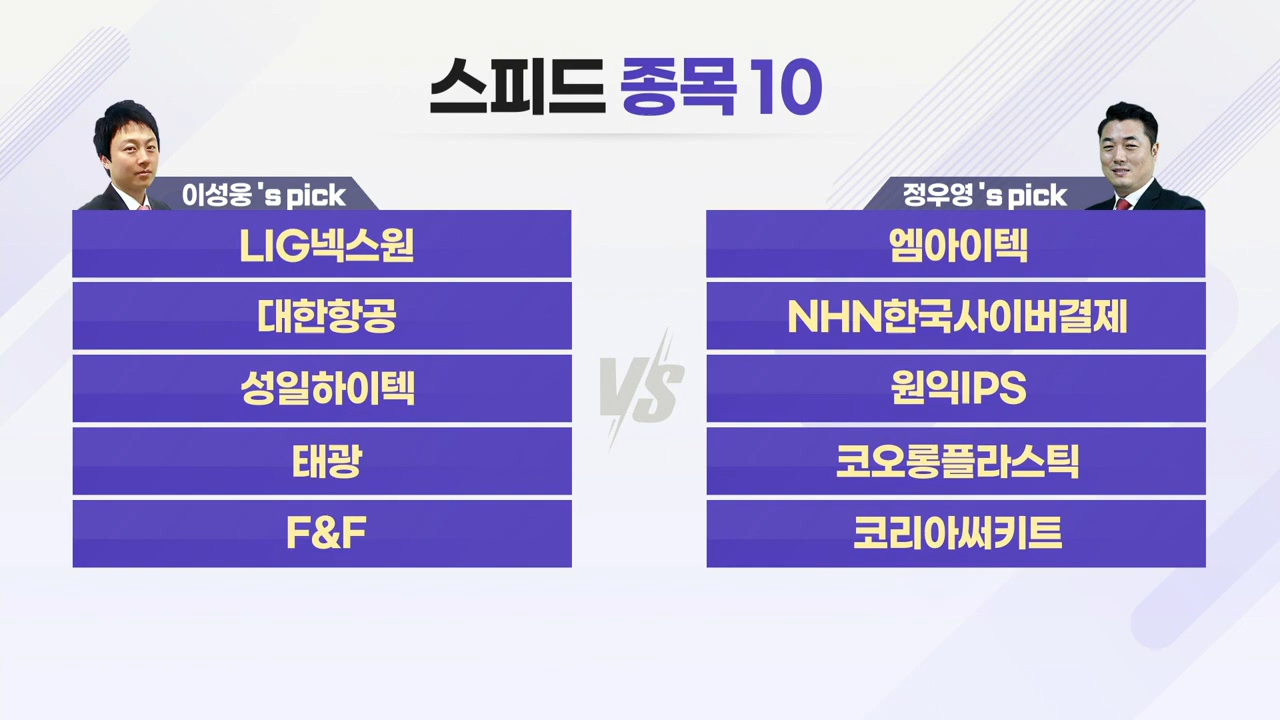 스피드 종목 10
이성웅 's pick
LIG넥스원
대한항공
성일하이텍
태광
F&F
VS
정우영 's pick
엠아이텍
NHN한국사이버결제
원익IPS
코오롱플라스틱
코리아써키트